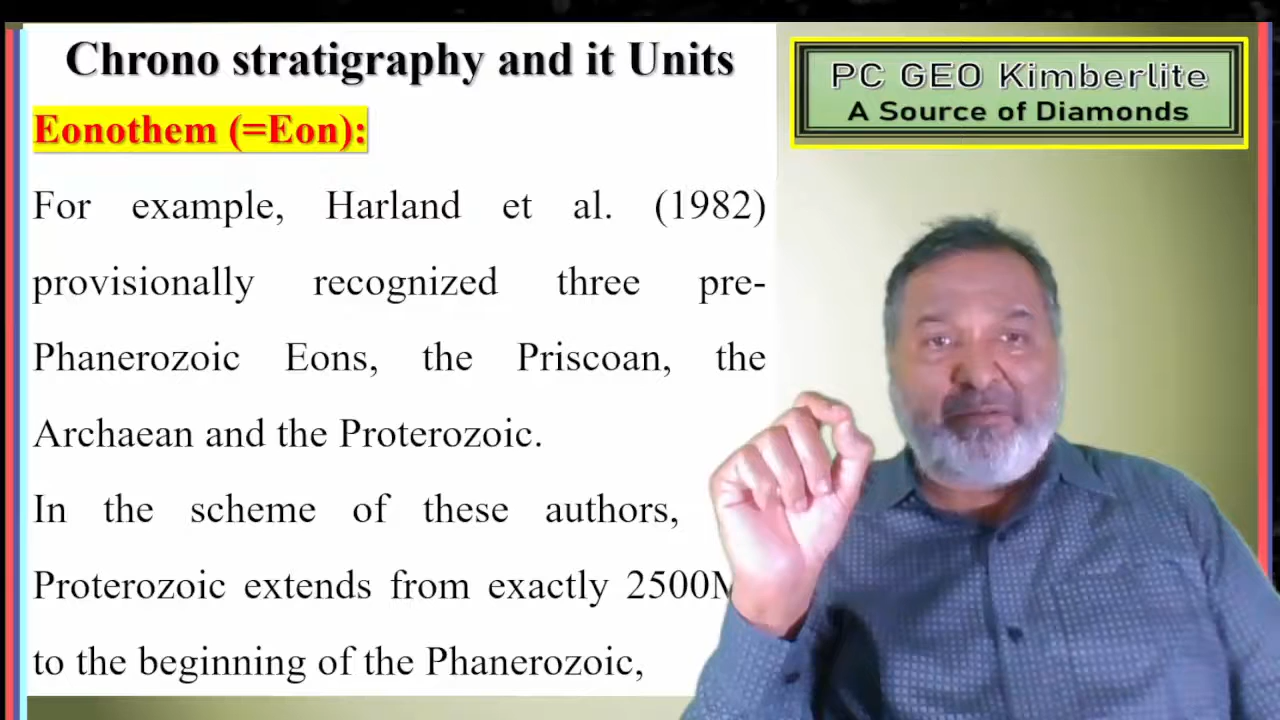 Chrono stratigraphy and it Units
Eonothem (=Eon):
For example, Harland et al. (1982)
provisionally recognized three pre-
Phanerozoic Eons, the Priscoan, the
Archaean and the Proterozoic.
In the scheme of these authors,
Proterozoic extends from exactly
to the beginning of the Phanerozoic,
PC GEO Kimberlite
A Source of Diamonds